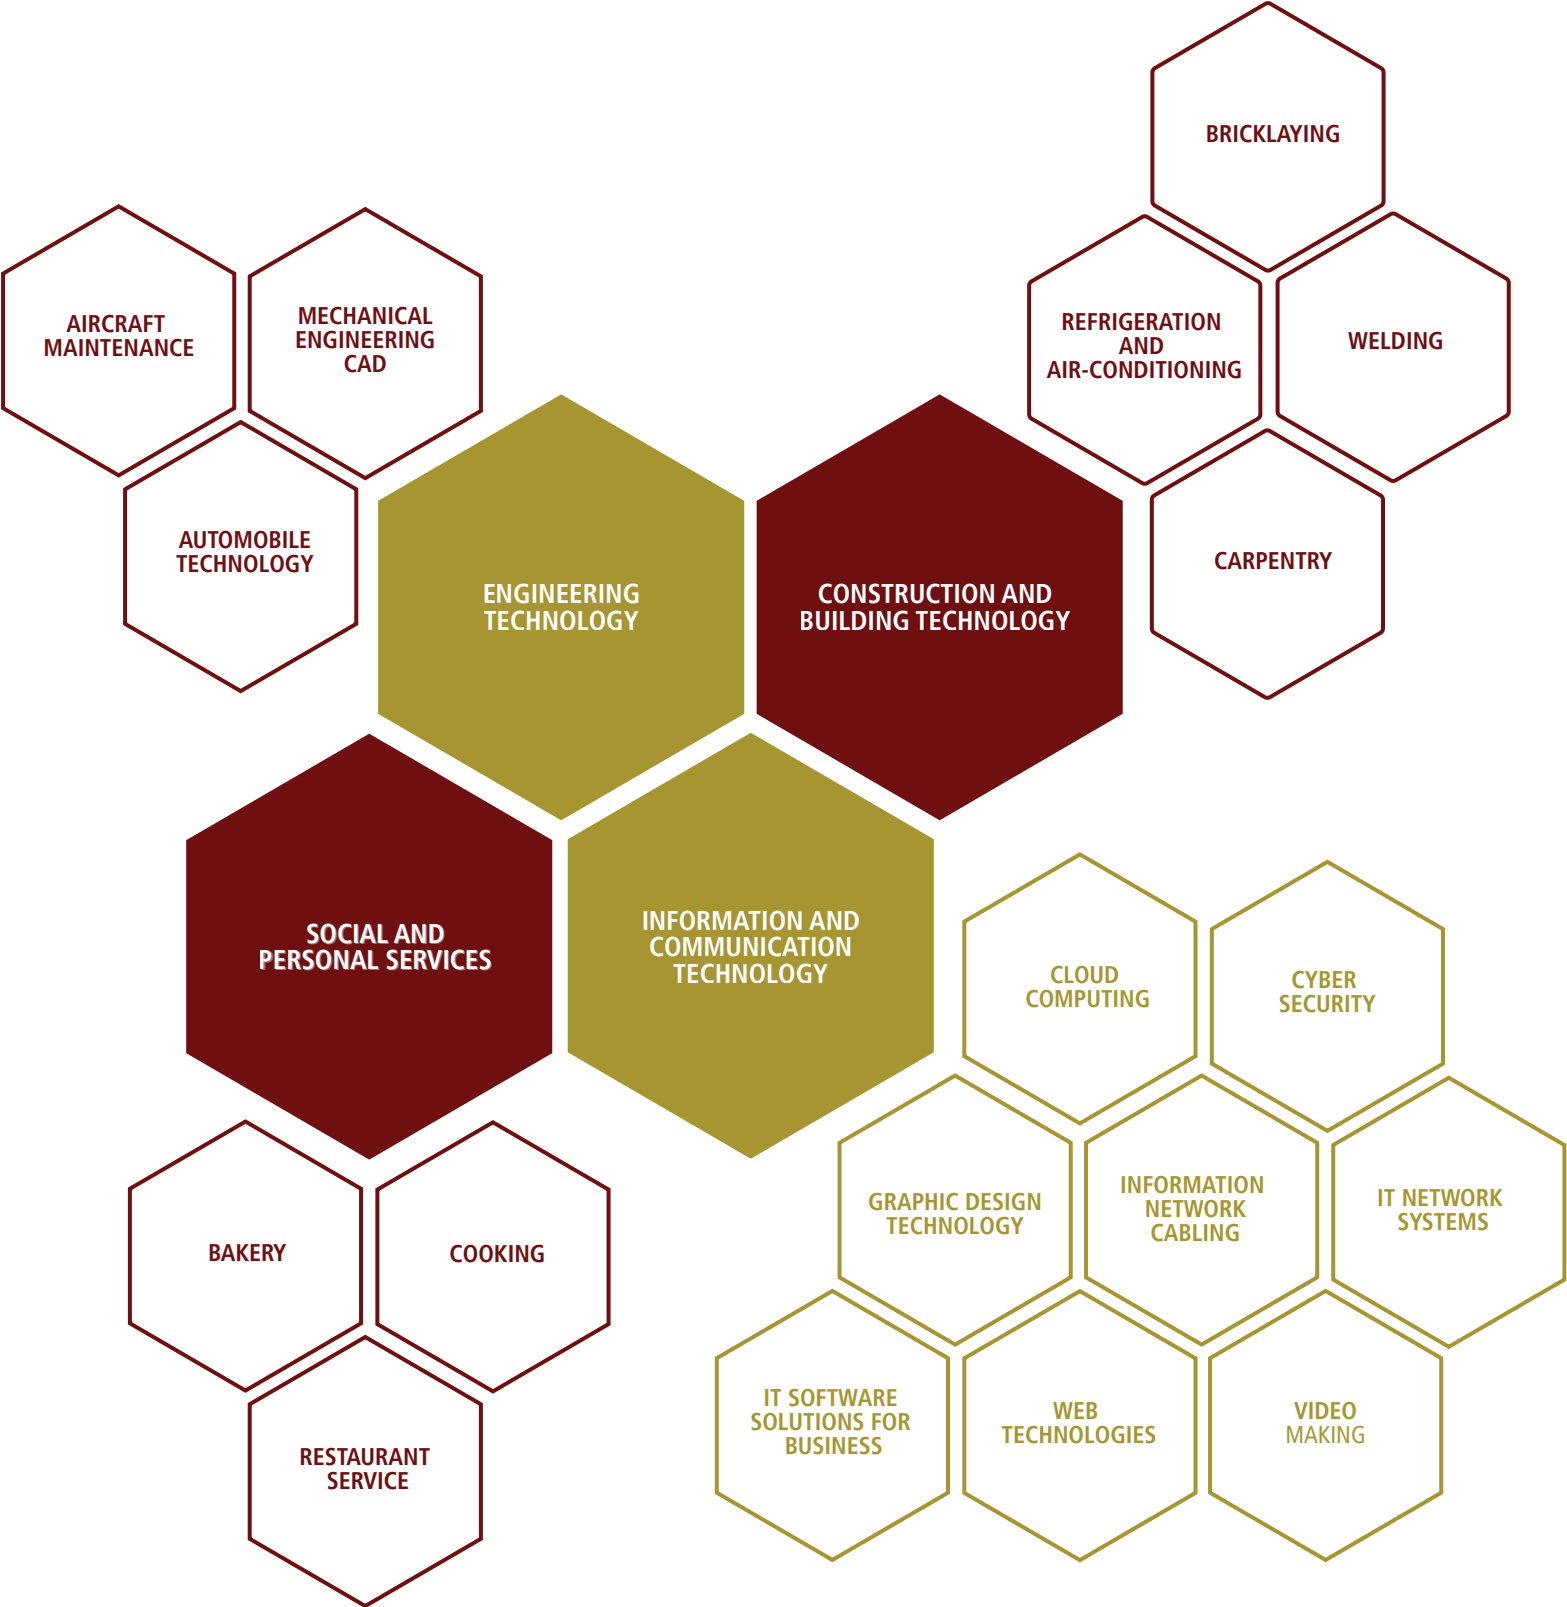 BRICKLAYING
REFRIGERATION
AND
AIR-CONDITIONING
WELDING
CARPENTRY
AIRCRAFT
MAINTENANCE
MECHANICAL
ENGINEERING
CAD
AUTOMOBILE
TECHNOLOGY
ENGINEERING
TECHNOLOGY
CONSTRUCTION AND
BUILDING TECHNOLOGY
SOCIAL AND
PERSONAL SERVICES
INFORMATION AND
COMMUNICATION
TECHNOLOGY
CLOUD
COMPUTING
CYBER
SECURITY
GRAPHIC DESIGN
TECHNOLOGY
INFORMATION
NETWORK
CABLING
IT NETWORK
SYSTEMS
BAKERY
COOKING
RESTAURANT
SERVICE
IT SOFTWARE
SOLUTIONS FOR
BUSINESS
WEB
TECHNOLOGIES
VIDEO
MAKING